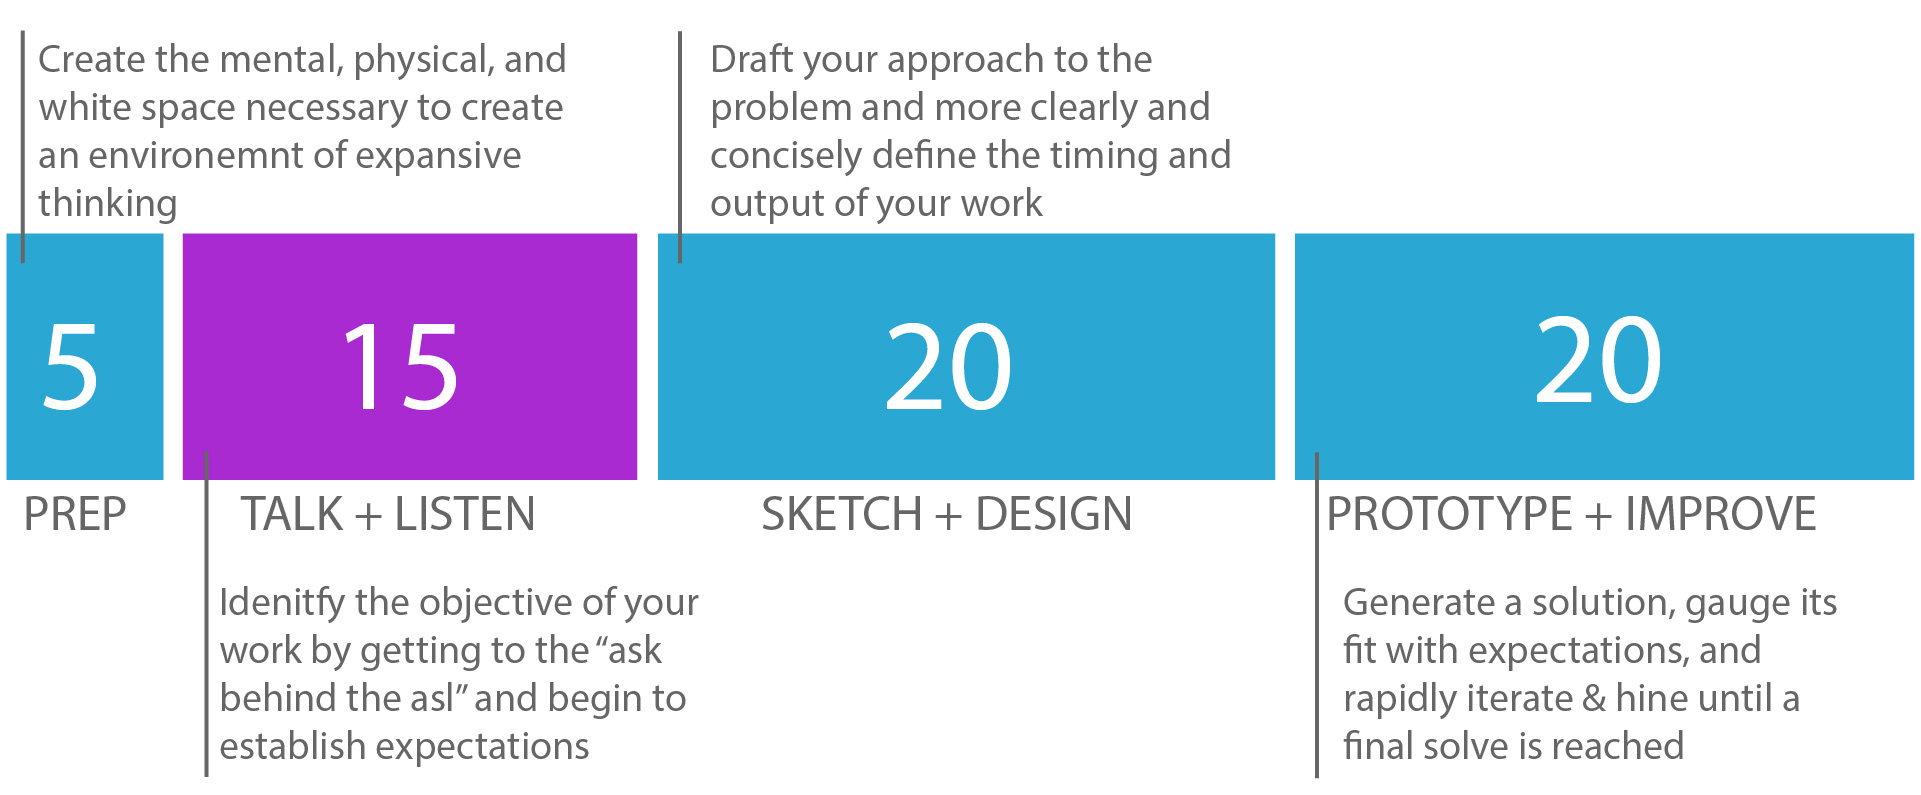 Create the mental, physical, and
white space necessary to create
an environemnt of expansive
thinking
Draft your approach to the
problem and more clearly and
concisely define the timing and
output of your work
5
15
20
20
PREP
TALK + LISTEN
SKETCH + DESIGN
PROTOTYPE + IMPROVE
Idenitfy the objective of your
work by getting to the “ask
behind the asl” and begin to
establish expectations
Generate a solution, gauge its
fit with expectations, and
rapidly iterate & hine until a
final solve is reached